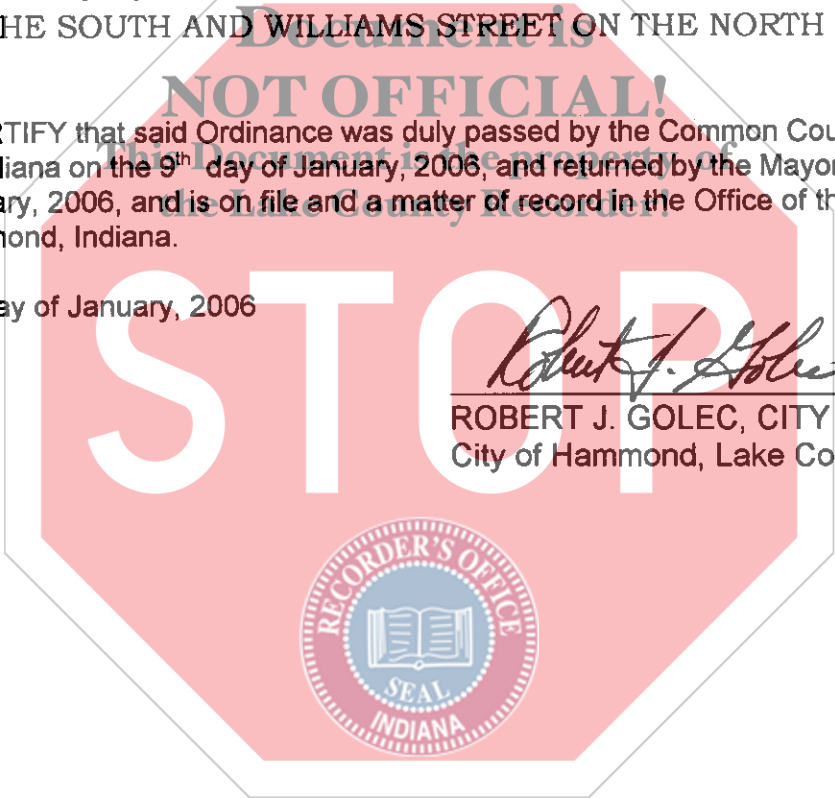 HE SOUTH AND WILLIAMS STREET ON THE NORTH
Document is
NOT OFFICIAL!
RTIFY that said Ordinance was duly passed by the Common Cou
This Document is the property of
diana on the 9th day of January, 2006, and returned by the Mayor
the Lake County Recorder!
ary, 2006, and is on file and a matter of record in the Office of th
mond, Indiana.
ay of January, 2006
STOP
Robert J. Golec
ROBERT J. GOLEC, CITY
City of Hammond, Lake Co
RECORDER'S OFFICE
SEAL
INDIANA